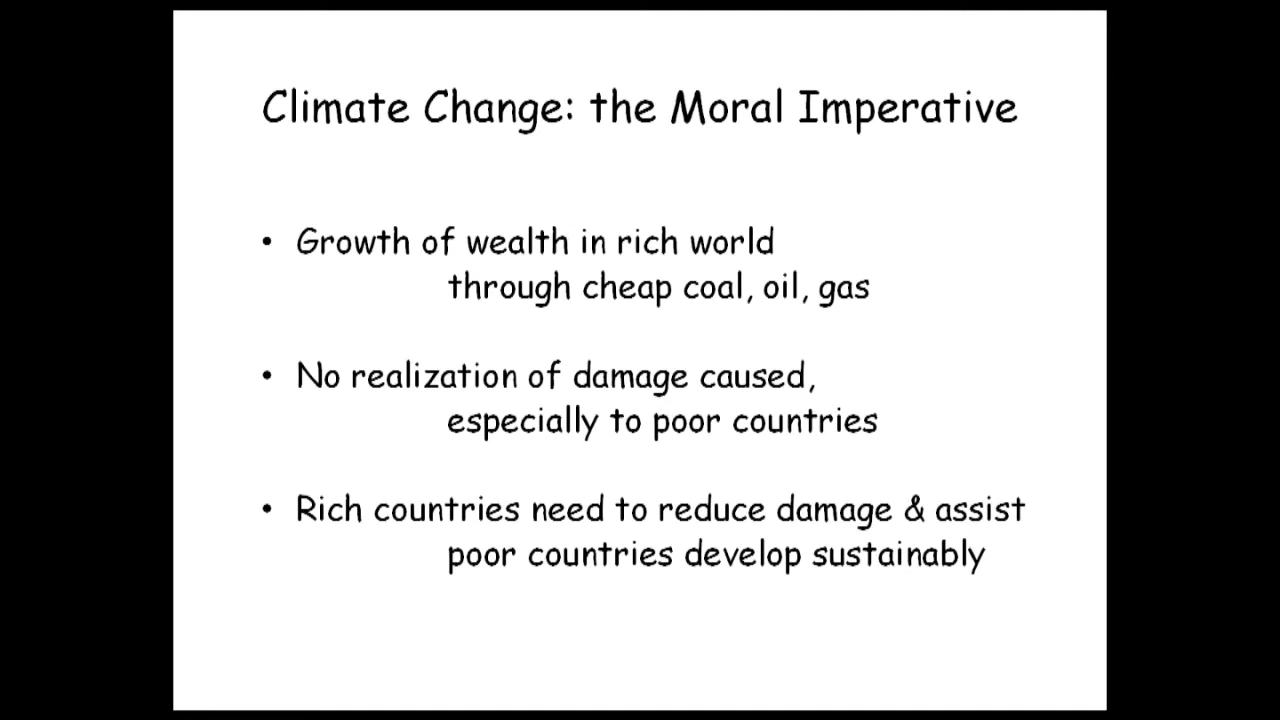 Climate Change: the Moral Imperative
• Growth of wealth in rich world
through cheap coal, oil, gas
• No realization of damage caused,
especially to poor countries
• Rich countries need to reduce damage & assist
poor countries develop sustainably